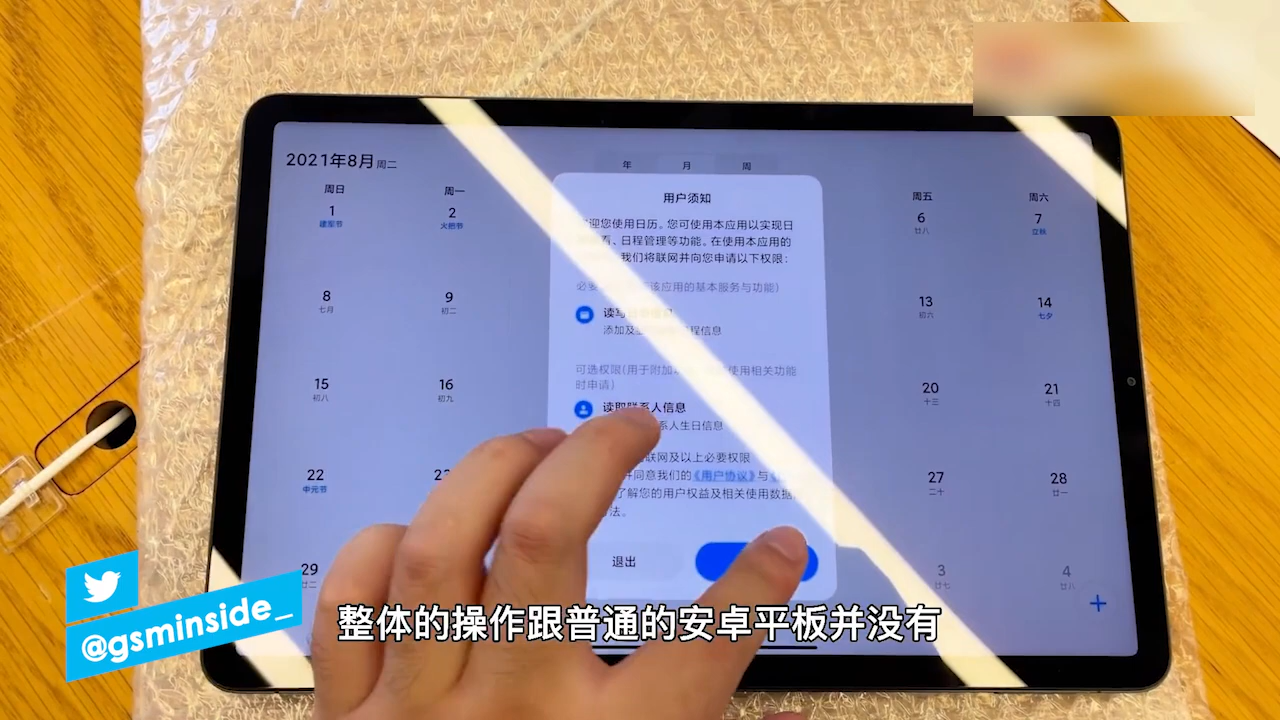 2021年8月周二
年 月 周
周日 周一 周五 周六
1 2 6 7
建军节 火把节 廿八 立秋
8 9 13 14
七月 初二 初六 七夕
15 16 20 21
初八 初九 十三 十四
22 27 28
中元节 二十 廿一
29 3 4
廿二 廿七 廿八
用户须知
迎您使用日历。您可使用本应用以实现日
看、日程管理等功能。在使用本应用的
我们将联网并向您申请以下权限：
必要 该应用的基本服务与功能）
读写
添加及 程信息
可选权限(用于附加 使用相关功能
时申请）
读取联系人信息
系人生日信息
联网及以上必要权限
并同意我们的《用户协议》与
了解您的用户权益及相关使用数据
法。
退出
+
@gsminside_
整体的操作跟普通的安卓平板并没有